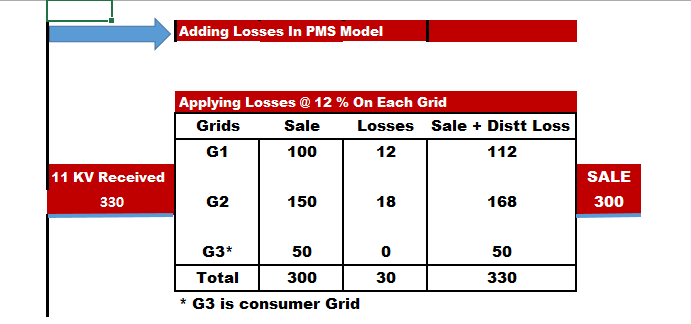 Adding Losses In PMS Model
Applying Losses @ 12 % On Each Grid
Grids Sale Losses Sale + Distt Loss
G1 100 12 112
11 KV Received
330
G2 150 18 168
SALE
300
G3* 50 0 50
Total 300 30 330
* G3 is consumer Grid